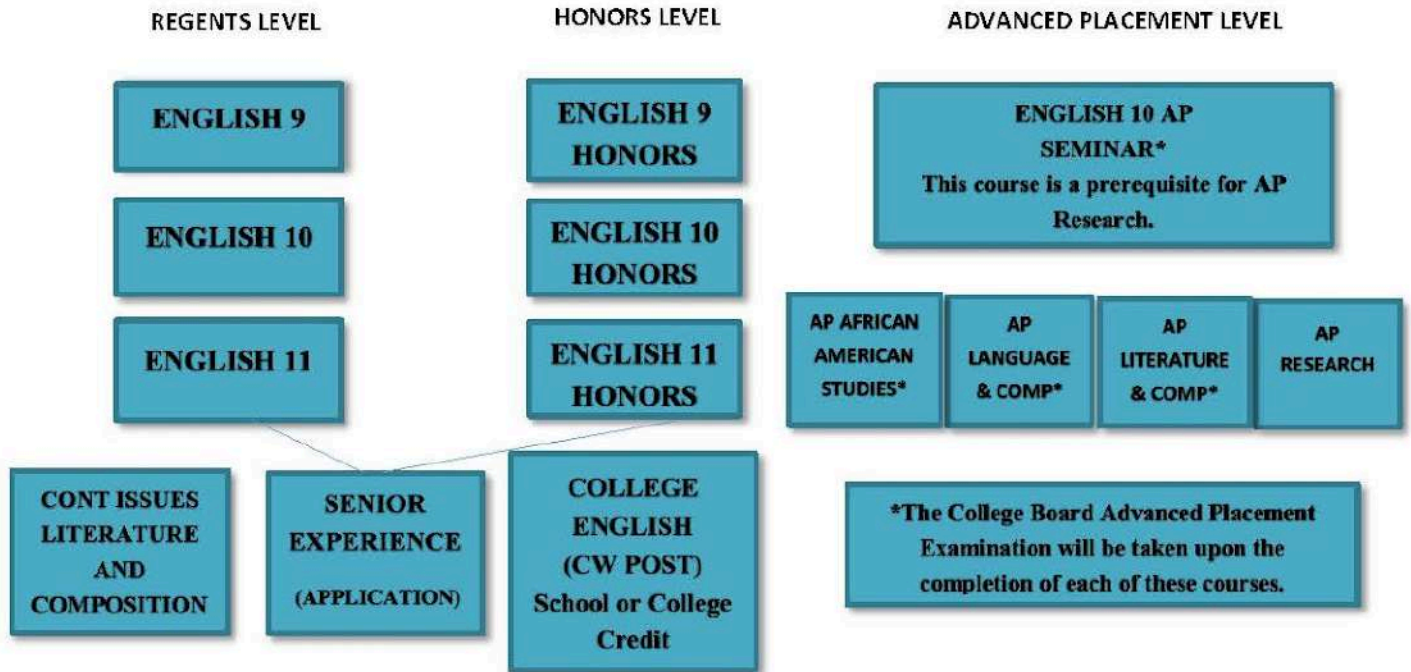 REGENTS LEVEL
HONORS LEVEL
ADVANCED PLACEMENT LEVEL
ENGLISH 9
ENGLISH 10
ENGLISH 11
ENGLISH 9
HONORS
ENGLISH 10
HONORS
ENGLISH 11
HONORS
ENGLISH 10 AP
SEMINAR*
This course is a prerequisite for AP
Research.
AP AFRICAN
AMERICAN
STUDIES*
AP
LANGUAGE
& COMP*
AP
LITERATURE
& COMP*
AP
RESEARCH
CONT ISSUES
LITERATURE
AND
COMPOSITION
SENIOR
EXPERIENCE
(APPLICATION)
COLLEGE
ENGLISH
(CW POST)
School or College
Credit
*The College Board Advanced Placement
Examination will be taken upon the
completion of each of these courses.